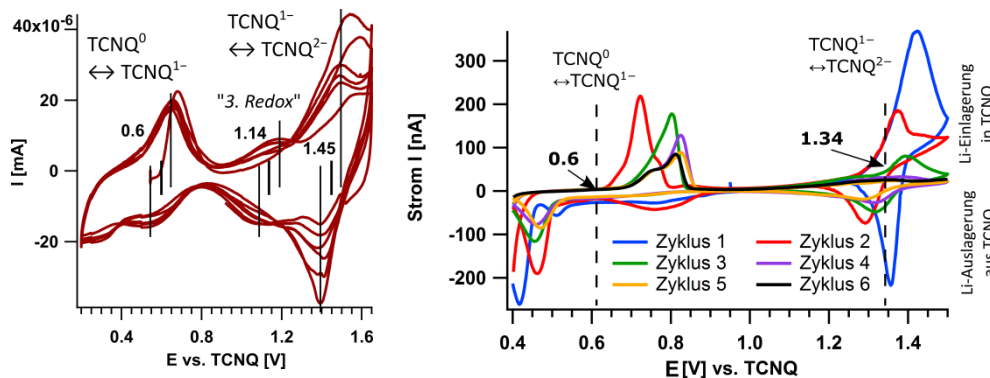 40x10-6
20
0
-20
I [mA]
TCNQ0
↔ TCNQ1−
TCNQ1−
↔ TCNQ2−
"3. Redox"
0.6
1.14
1.45
0.4
0.8
1.2
1.6
E vs. TCNQ [V]
300
200
100
0
-100
-200
Strom I [nA]
TCNQ0
↔TCNQ1−
TCNQ1−
↔TCNQ2−
0.6
1.34
Zyklus 1
Zyklus 2
Zyklus 3
Zyklus 4
Zyklus 5
Zyklus 6
0.4
0.6
0.8
1.0
1.2
1.4
E [V] vs. TCNQ
Li-Einlagerung
in TCNQ
Li-Auslagerung
aus TCNQ